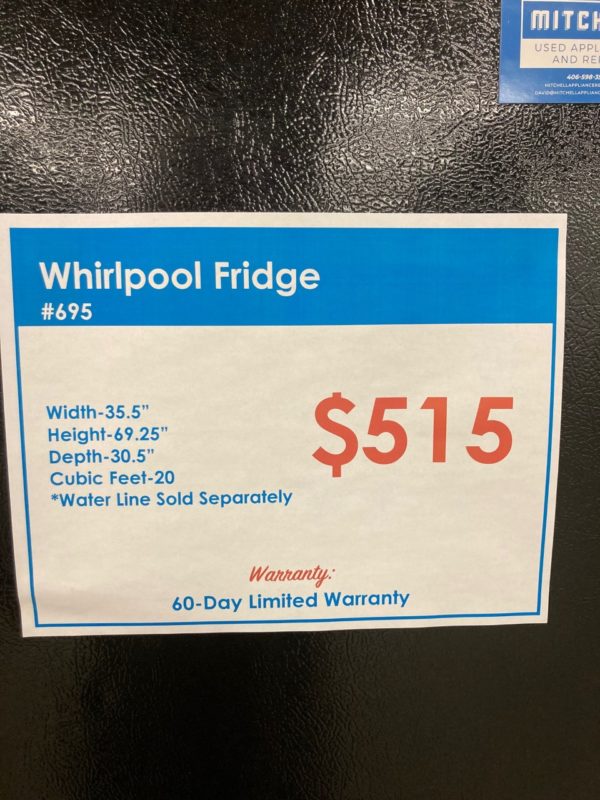 MITCH
USED APPL
AND RE
Whirlpool Fridge
#695
Width-35.5"
Height-69.25"
Depth-30.5"
Cubic Feet-20
*Water Line Sold Separately
$515
Warranty:
60-Day Limited Warranty